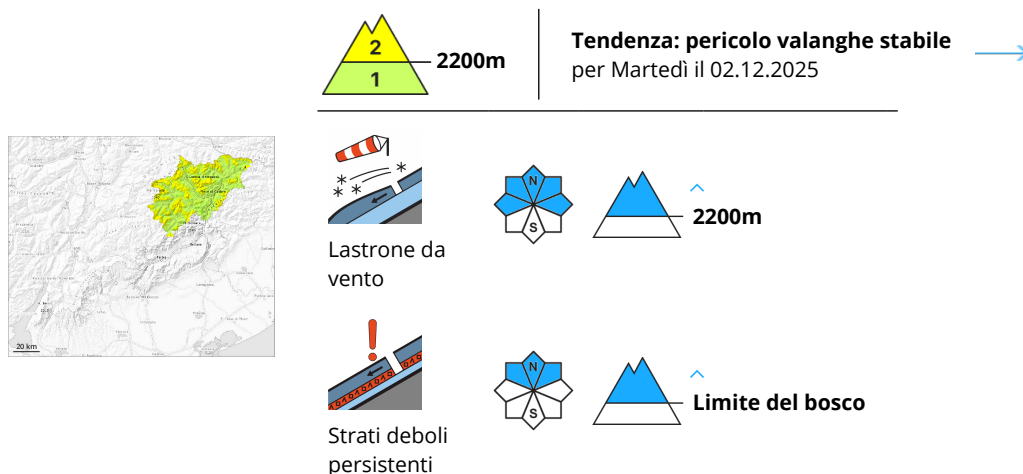 2
1
2200m
Tendenza: pericolo valanghe stabile
per Martedì il 02.12.2025
20 km
N
S
2200m
Lastrone da
vento
N
S
Limite del bosco
Strati deboli
persistenti